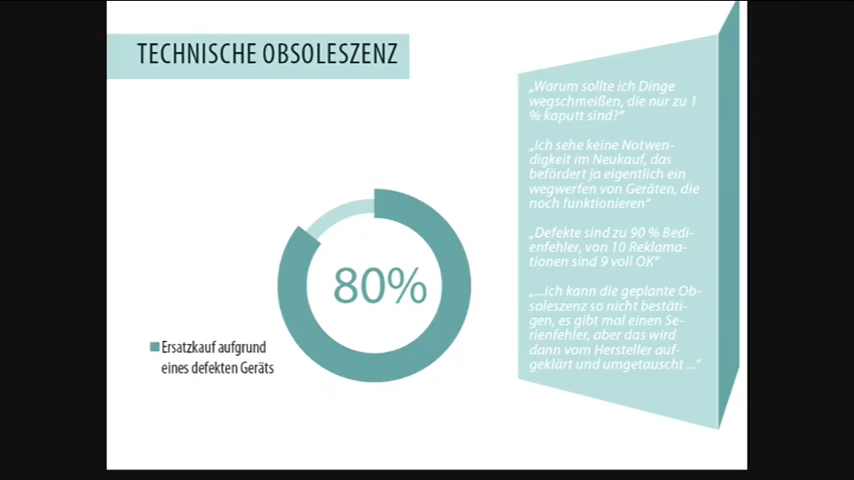 TECHNISCHE OBSOLESZENZ
„Warum sollte ich Dinge
wegschmeißen, die nur zu 1
% kaputt sind?“
„Ich sehe keine Notwen-
digkeit im Neukauf, das
befördert ja eigentlich ein
wegwerfen von Geräten, die
noch funktionieren“
„Defekte sind zu 90 % Bedi-
enfehler, von 10 Reklama-
tionen sind 9 voll OK“
„...ich kann die geplante Ob-
soleszenz so nicht bestäti-
gen, es gibt mal einen Se-
rienfehler, aber das wird
dann vom Hersteller auf-
geklärt und umgetauscht ...“
80%
Ersatzkauf aufgrund
eines defekten Geräts